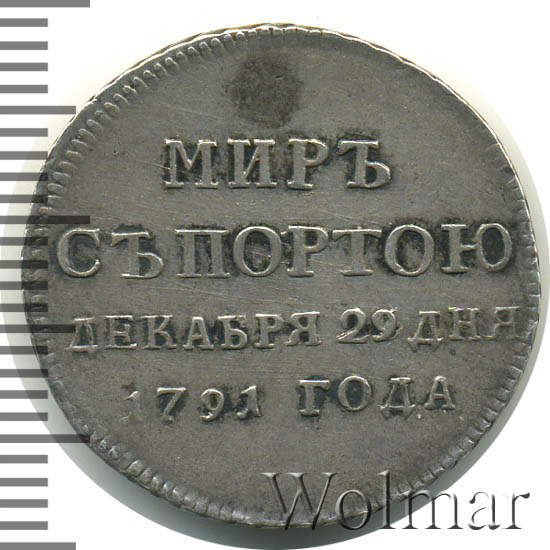 МИРЪ
СЪ ПОРТОЮ
ДЕКАБРЯ 29 ДНЯ
1791 ГОДА
Wolmar